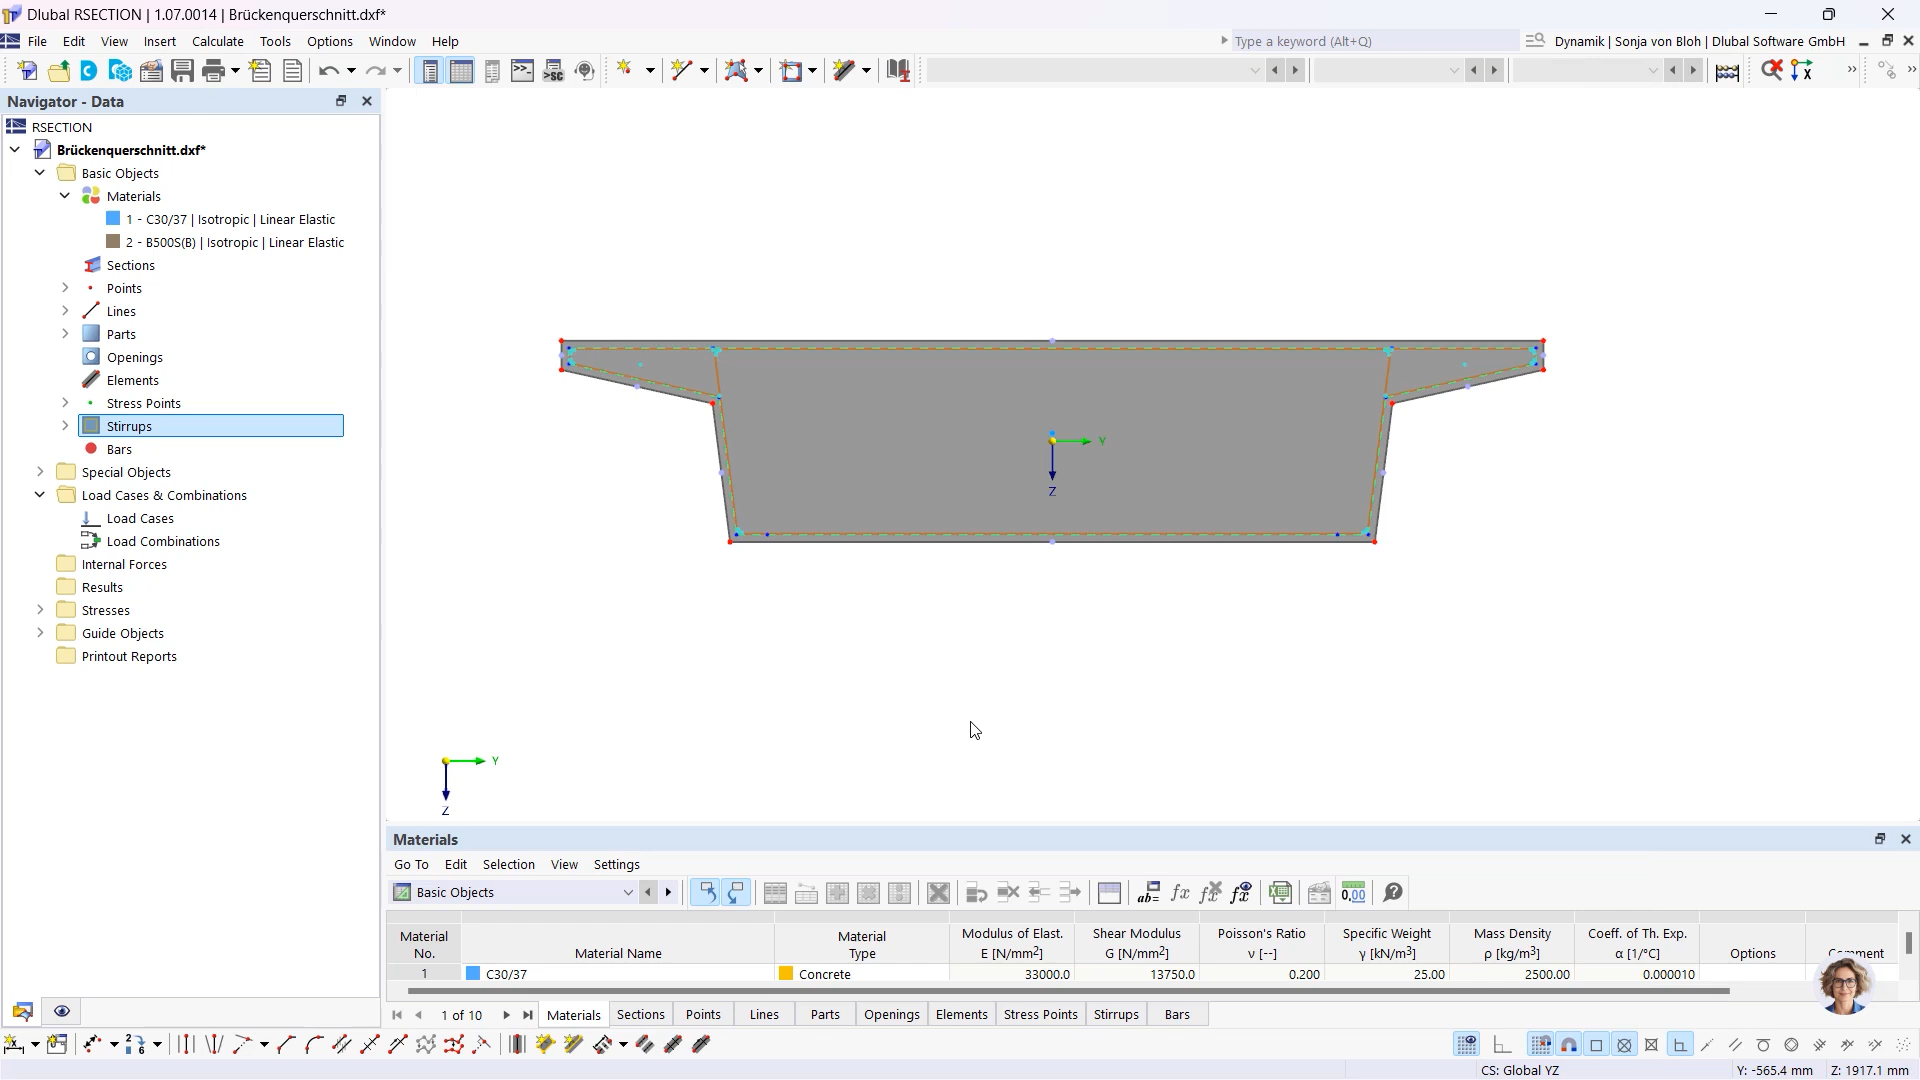 Dlubal RSECTION | 1.07.0014 | Brückenquerschnitt.dxf*
File Edit View Insert Calculate Tools Options Window Help
Type a keyword (Alt+Q)
Dynamik | Sonja von Bloh | Dlubal Software GmbH
Navigator - Data
RSECTION
Brückenquerschnitt.dxf*
Basic Objects
Materials
1 - C30/37 | Isotropic | Linear Elastic
2 - B500S(B) | Isotropic | Linear Elastic
Sections
Points
Lines
Parts
Openings
Elements
Stress Points
Stirrups
Bars
Special Objects
Load Cases & Combinations
Load Cases
Load Combinations
Internal Forces
Results
Stresses
Guide Objects
Printout Reports
Y
Z
Y
Z
Materials
Go To Edit Selection View Settings
Basic Objects
Material No.
Material Name
Material Type
Modulus of Elast. E [N/mm²]
Shear Modulus G [N/mm²]
Poisson's Ratio ν [--]
Specific Weight γ [kN/m³]
Mass Density ρ [kg/m³]
Coeff. of Th. Exp. α [1/°C]
Options
1 C30/37 Concrete 33000.0 13750.0 0.200 25.00 2500.00 0.000010
1 of 10 Materials Sections Points Lines Parts Openings Elements Stress Points Stirrups Bars
CS: Global YZ Y: -565.4 mm Z: 1917.1 mm